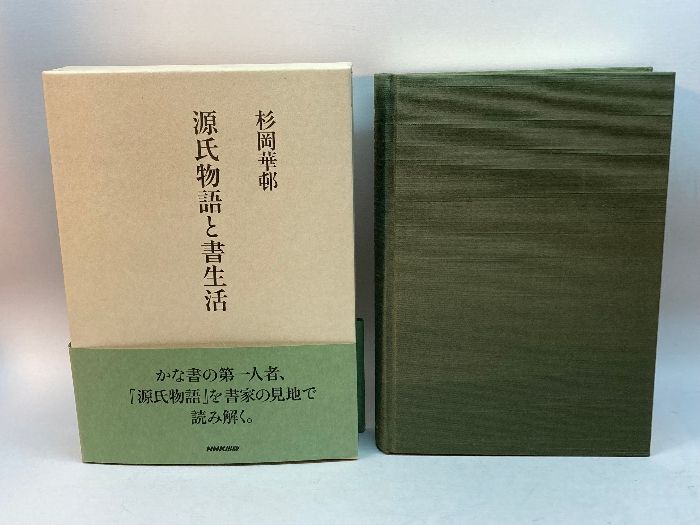 杉岡華邨
源氏物語と書生活
かな書の第一人者、
『源氏物語』を書家の見地で
読み解く。
NHK出版